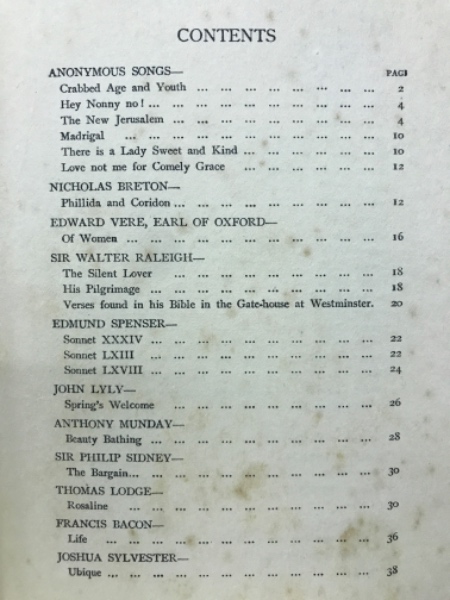 CONTENTS
ANONYMOUS SONGS— PAGE
Crabbed Age and Youth ... ... ... ... ... ... ... ... 2
Hey Nonny no! ... ... ... ... ... ... ... ... ... ... 4
The New Jerusalem ... ... ... ... ... ... ... ... ... 4
Madrigal ... ... ... ... ... ... ... ... ... ... ... 10
There is a Lady Sweet and Kind ... ... ... ... ... ... 10
Love not me for Comely Grace ... ... ... ... ... ... 12
NICHOLAS BRETON—
Phillida and Coridon ... ... ... ... ... ... ... ... ... 12
EDWARD VERE, EARL OF OXFORD—
Of Women ... ... ... ... ... ... ... ... ... ... ... 16
SIR WALTER RALEIGH—
The Silent Lover ... ... ... ... ... ... ... ... ... 18
His Pilgrimage ... ... ... ... ... ... ... ... ... ... 18
Verses found in his Bible in the Gate-house at Westminster. 20
EDMUND SPENSER—
Sonnet XXXIV ... ... ... ... ... ... ... ... ... ... 22
Sonnet LXIII ... ... ... ... ... ... ... ... ... ... 22
Sonnet LXVIII ... ... ... ... ... ... ... ... ... ... 24
JOHN LYLY—
Spring's Welcome ... ... ... ... ... ... ... ... ... 26
ANTHONY MUNDAY—
Beauty Bathing ... ... ... ... ... ... ... ... ... ... 28
SIR PHILIP SIDNEY—
The Bargain... ... ... ... ... ... ... ... ... ... ... 30
THOMAS LODGE—
Rosaline ... ... ... ... ... ... ... ... ... ... ... 30
FRANCIS BACON—
Life ... ... ... ... ... ... ... ... ... ... ... ... 36
JOSHUA SYLVESTER—
Ubique ... ... ... ... ... ... ... ... ... ... ... ... 38